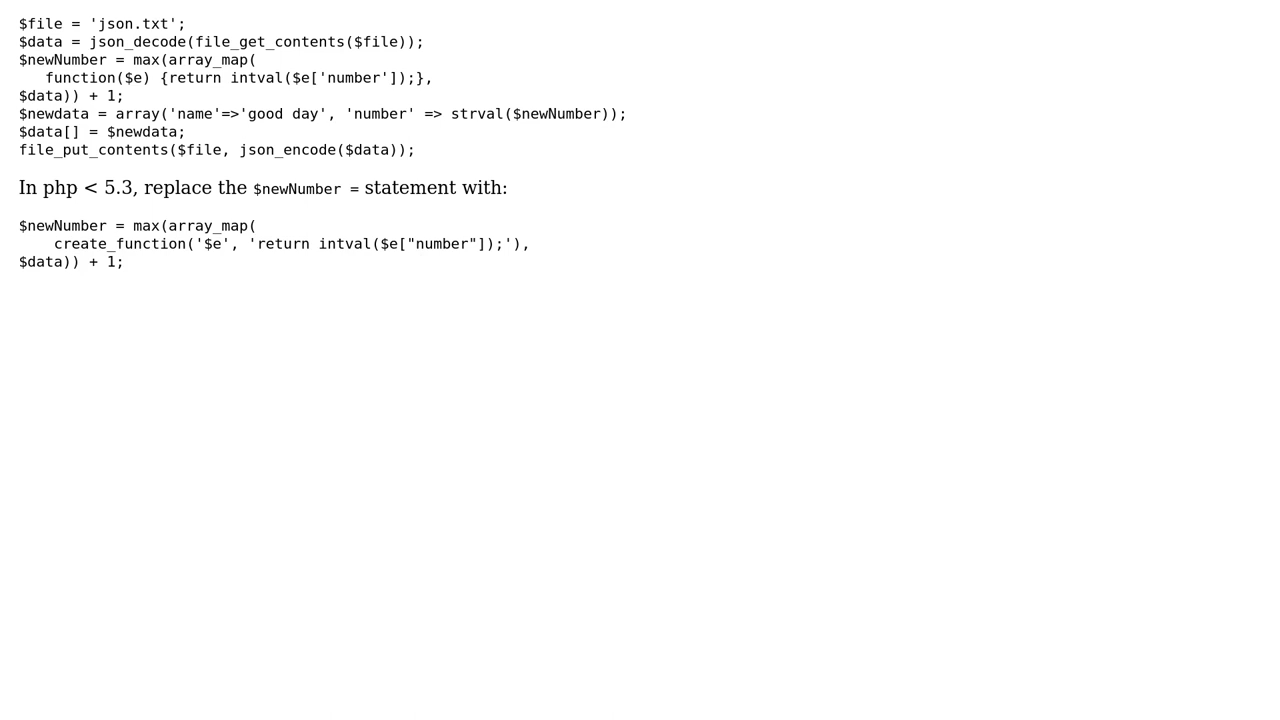 $file = 'json.txt';
$data = json_decode(file_get_contents($file));
$newNumber = max(array_map(
   function($e) {return intval($e['number']);},
$data)) + 1;
$newdata = array('name'=>'good day', 'number' => strval($newNumber));
$data[] = $newdata;
file_put_contents($file, json_encode($data));
In php < 5.3, replace the $newNumber = statement with:
$newNumber = max(array_map(
    create_function('$e', 'return intval($e["number"]);'),
$data)) + 1;